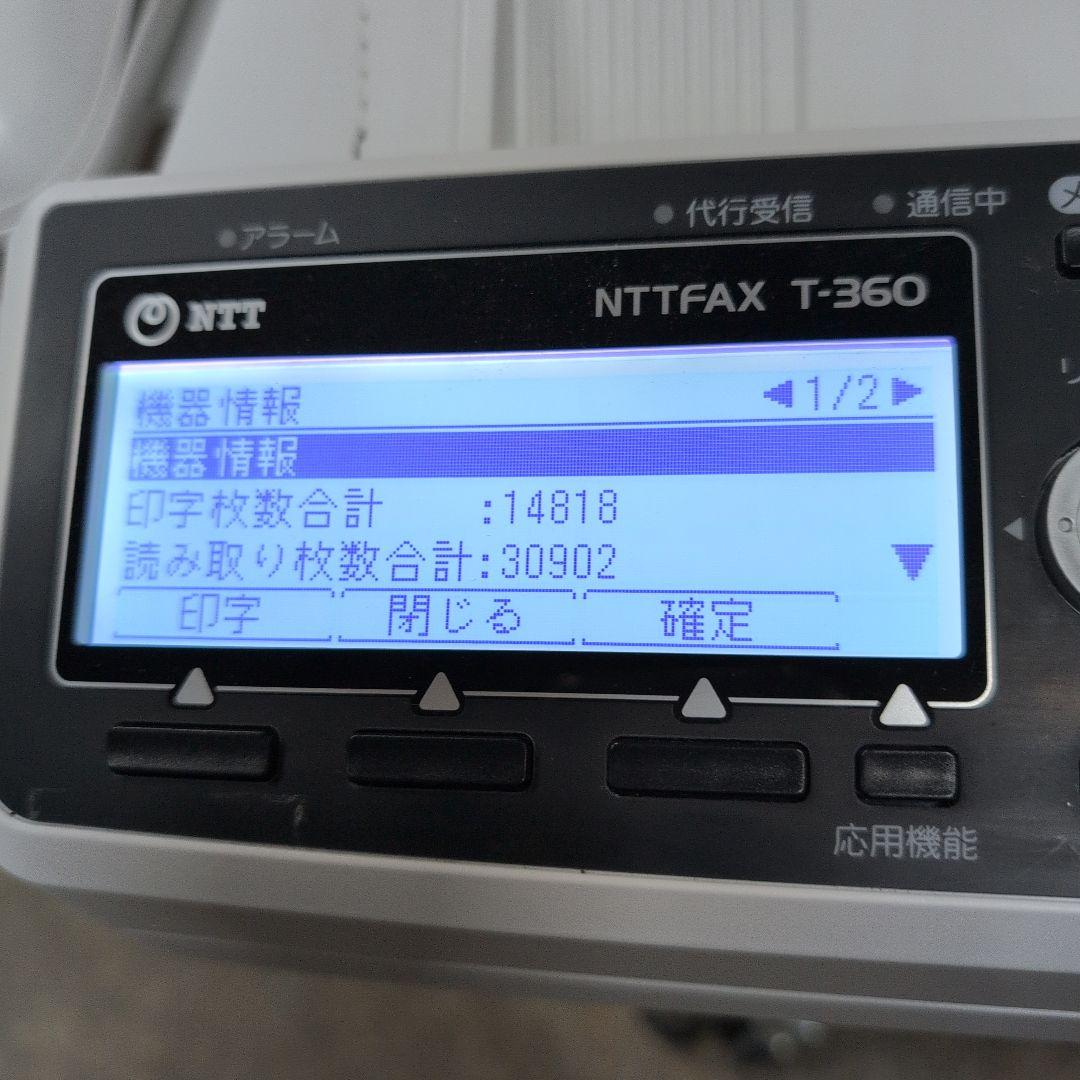 アラーム
代行受信
通信中
NTT
NTTFAX T-360
機器情報 ◀1/2▶
機器情報
印字枚数合計 :14818
読み取り枚数合計:30902 ▼
印字 閉じる 確定
応用機能